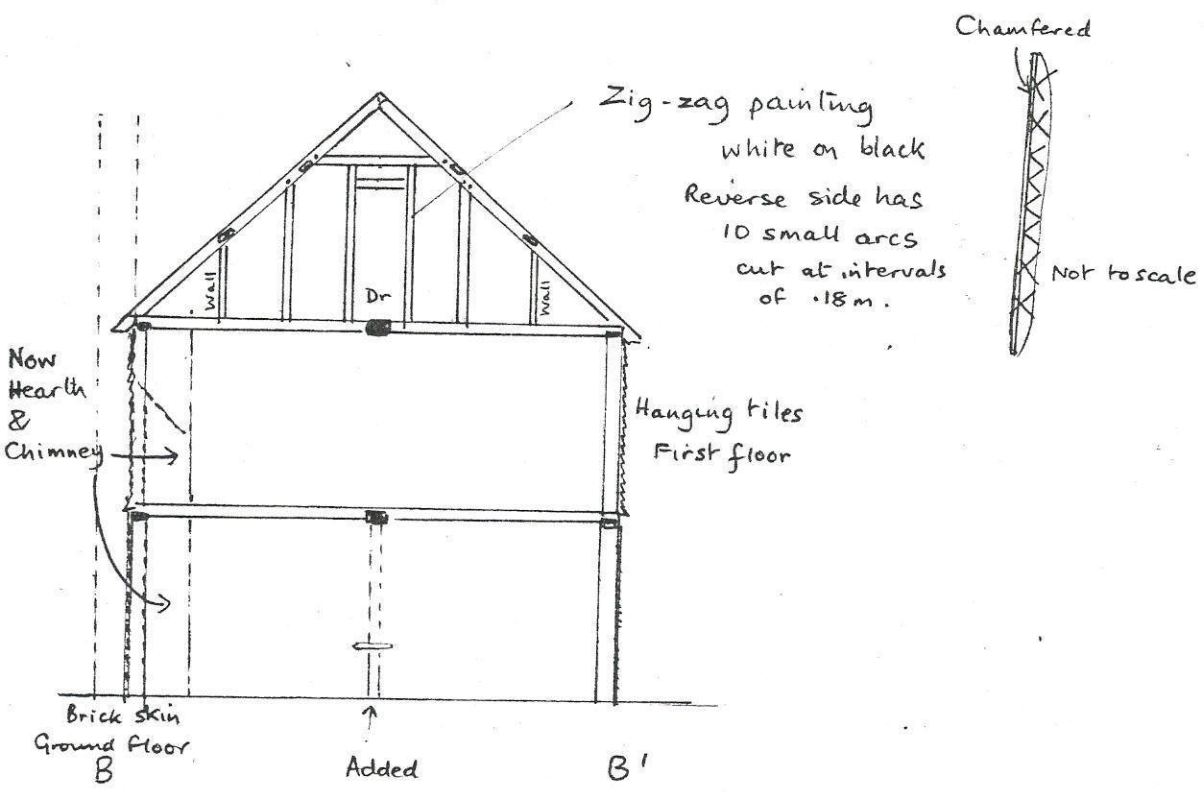 Chamfered
Zig-zag painting
white on black
Reverse side has
10 small arcs
cut at intervals
of .18m.
Not to scale
Wall
Dr
Wall
Now
Hearth
&
Chimney
Hanging tiles
First floor
Brick skin
Ground floor
B
Added
B'